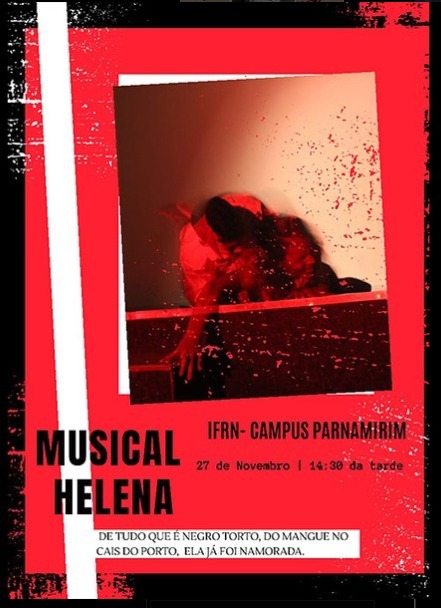 IFRN- CAMPUS PARNAMIRIM
MUSICAL
HELENA
27 de Novembro | 14:30 da tarde
DE TUDO QUE É NEGRO TORTO, DO MANGUE NO
CAIS DO PORTO, ELA JÁ FOI NAMORADA.